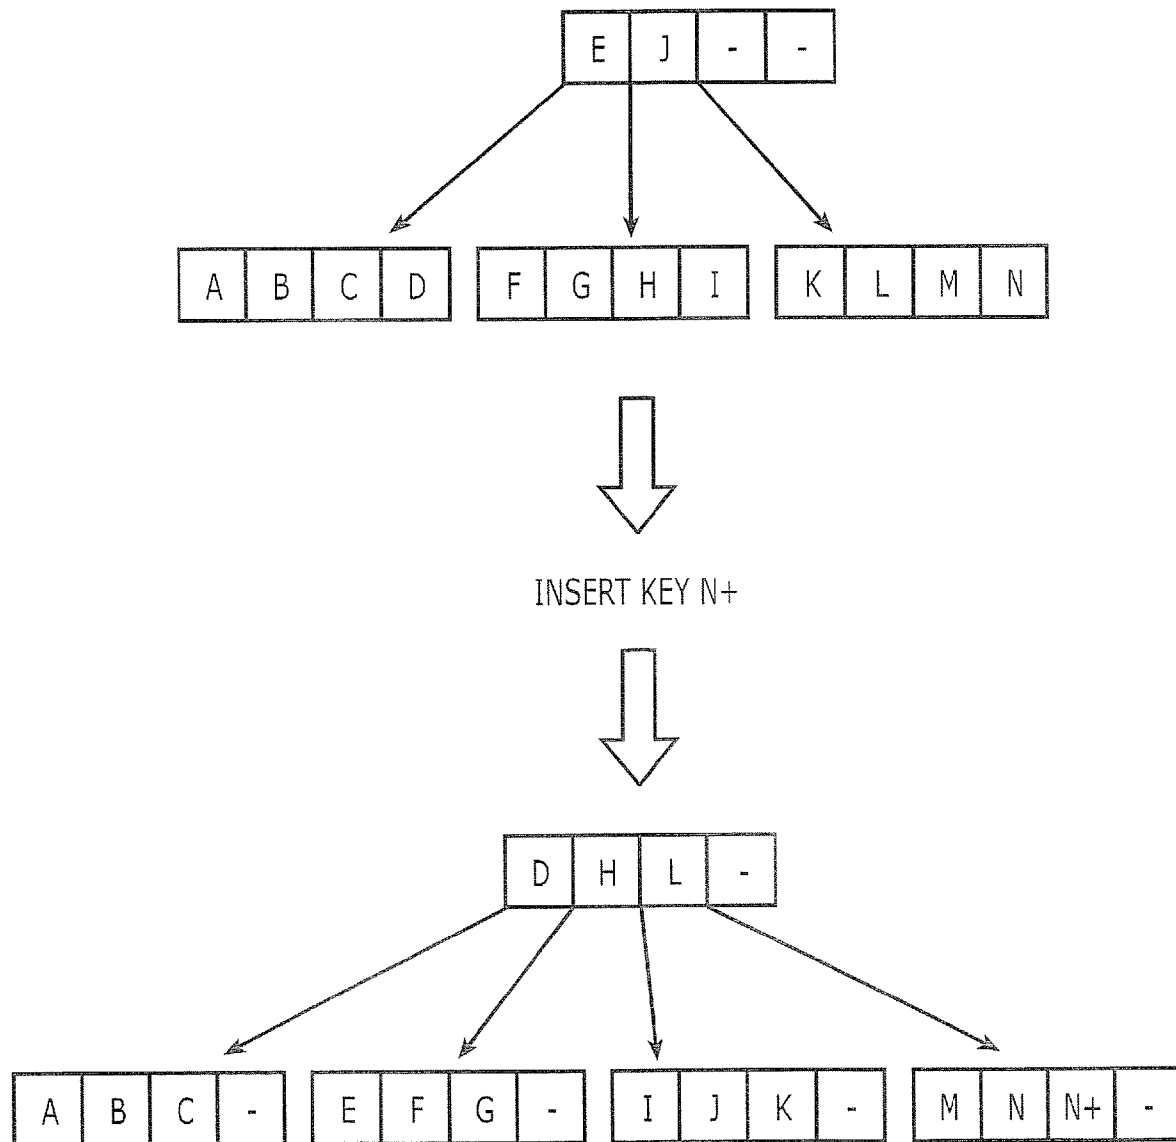 E J - -
A B C D F G H I K L M N
INSERT KEY N+
D H L -
A B C - E F G - I J K - M N N+ -